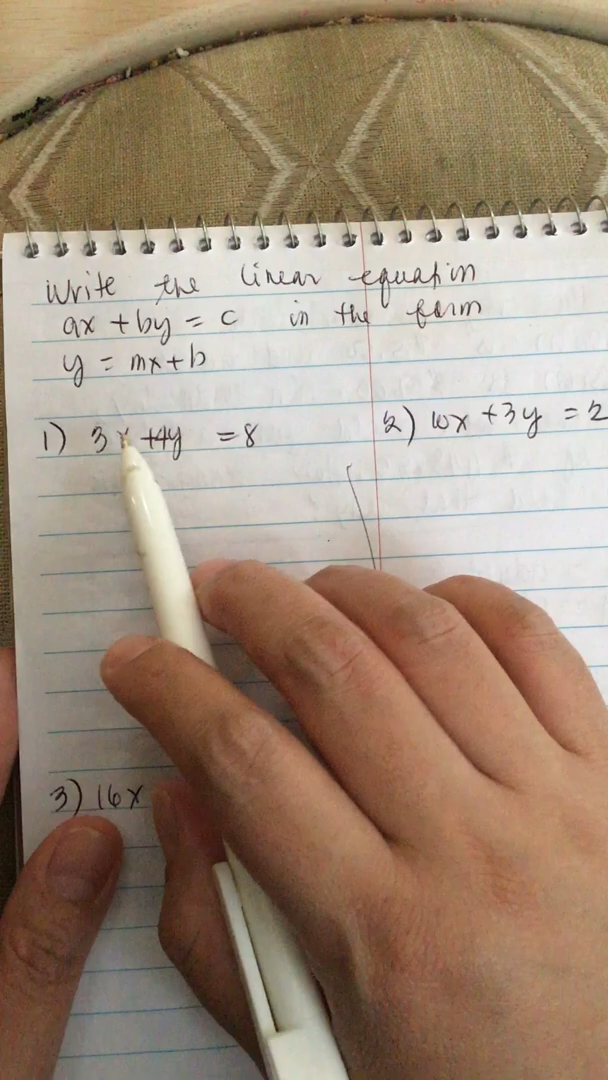 Write the linear equation
ax + by = c in the form
y = mx + b
1) 3x + 4y = 8
2) 10x + 3y = 2
3) 16x